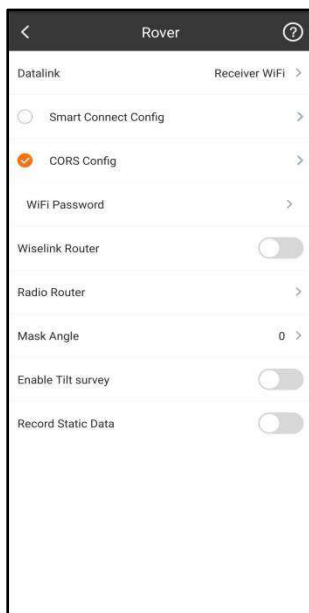 Rover
Datalink Receiver WiFi
Smart Connect Config
CORS Config
WiFi Password
Wiselink Router
Radio Router
Mask Angle 0
Enable Tilt survey
Record Static Data